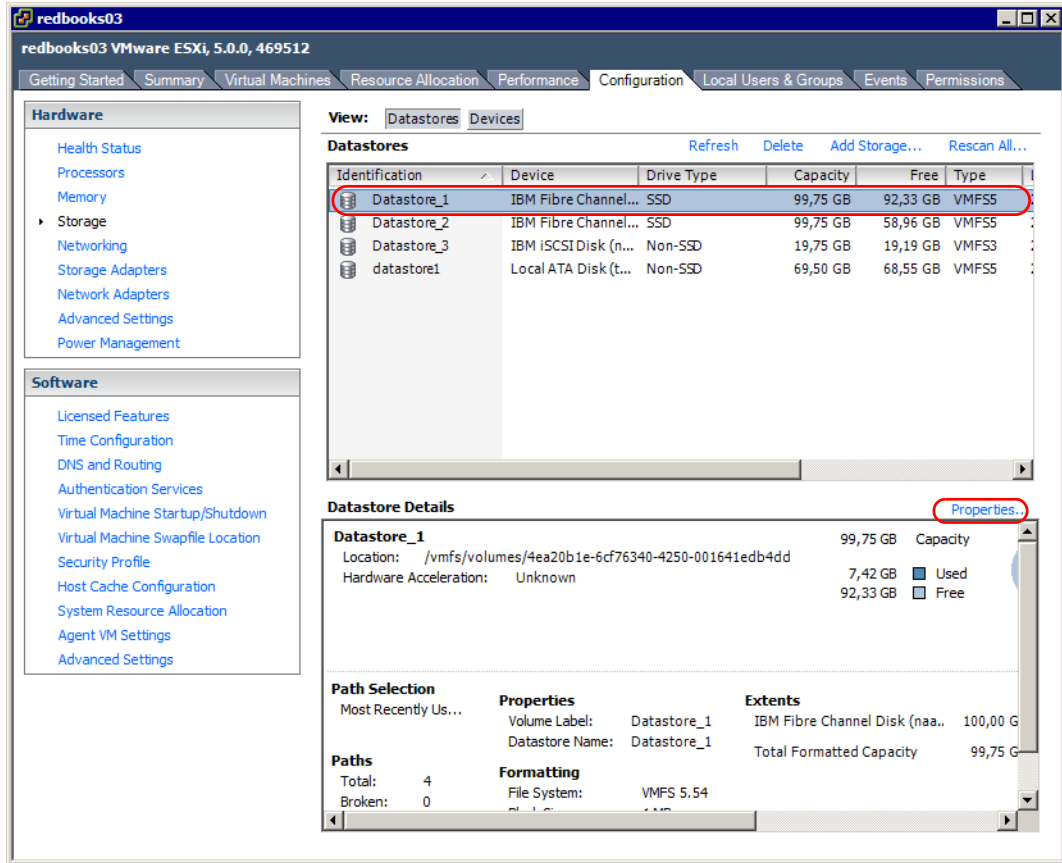 redbooks03
redbooks03 VMware ESXi, 5.0.0, 469512
Getting Started Summary Virtual Machines Resource Allocation Performance Configuration Local Users & Groups Events Permissions
Hardware
Health Status
Processors
Memory
Storage
Networking
Storage Adapters
Network Adapters
Advanced Settings
Power Management
Software
Licensed Features
Time Configuration
DNS and Routing
Authentication Services
Virtual Machine Startup/Shutdown
Virtual Machine Swapfile Location
Security Profile
Host Cache Configuration
System Resource Allocation
Agent VM Settings
Advanced Settings
View: Datastores Devices
Datastores Refresh Delete Add Storage... Rescan All...
Identification Device Drive Type Capacity Free Type
Datastore_1 IBM Fibre Channel... SSD 99,75 GB 92,33 GB VMFS5
Datastore_2 IBM Fibre Channel... SSD 99,75 GB 58,96 GB VMFS5
Datastore_3 IBM iSCSI Disk (n... Non-SSD 19,75 GB 19,19 GB VMFS3
datastore1 Local ATA Disk (t... Non-SSD 69,50 GB 68,55 GB VMFS5
Datastore Details Properties...
Datastore_1 99,75 GB Capacity
Location: /vmfs/volumes/4ea20b1e-6cf76340-4250-001641edb4dd
Hardware Acceleration: Unknown 7,42 GB Used
92,33 GB Free
Path Selection
Most Recently Us...
Paths
Total: 4
Broken: 0
Properties
Volume Label: Datastore_1
Datastore Name: Datastore_1
Formatting
File System: VMFS 5.54
Extents
IBM Fibre Channel Disk (naa.. 100,00 G
Total Formatted Capacity 99,75 G